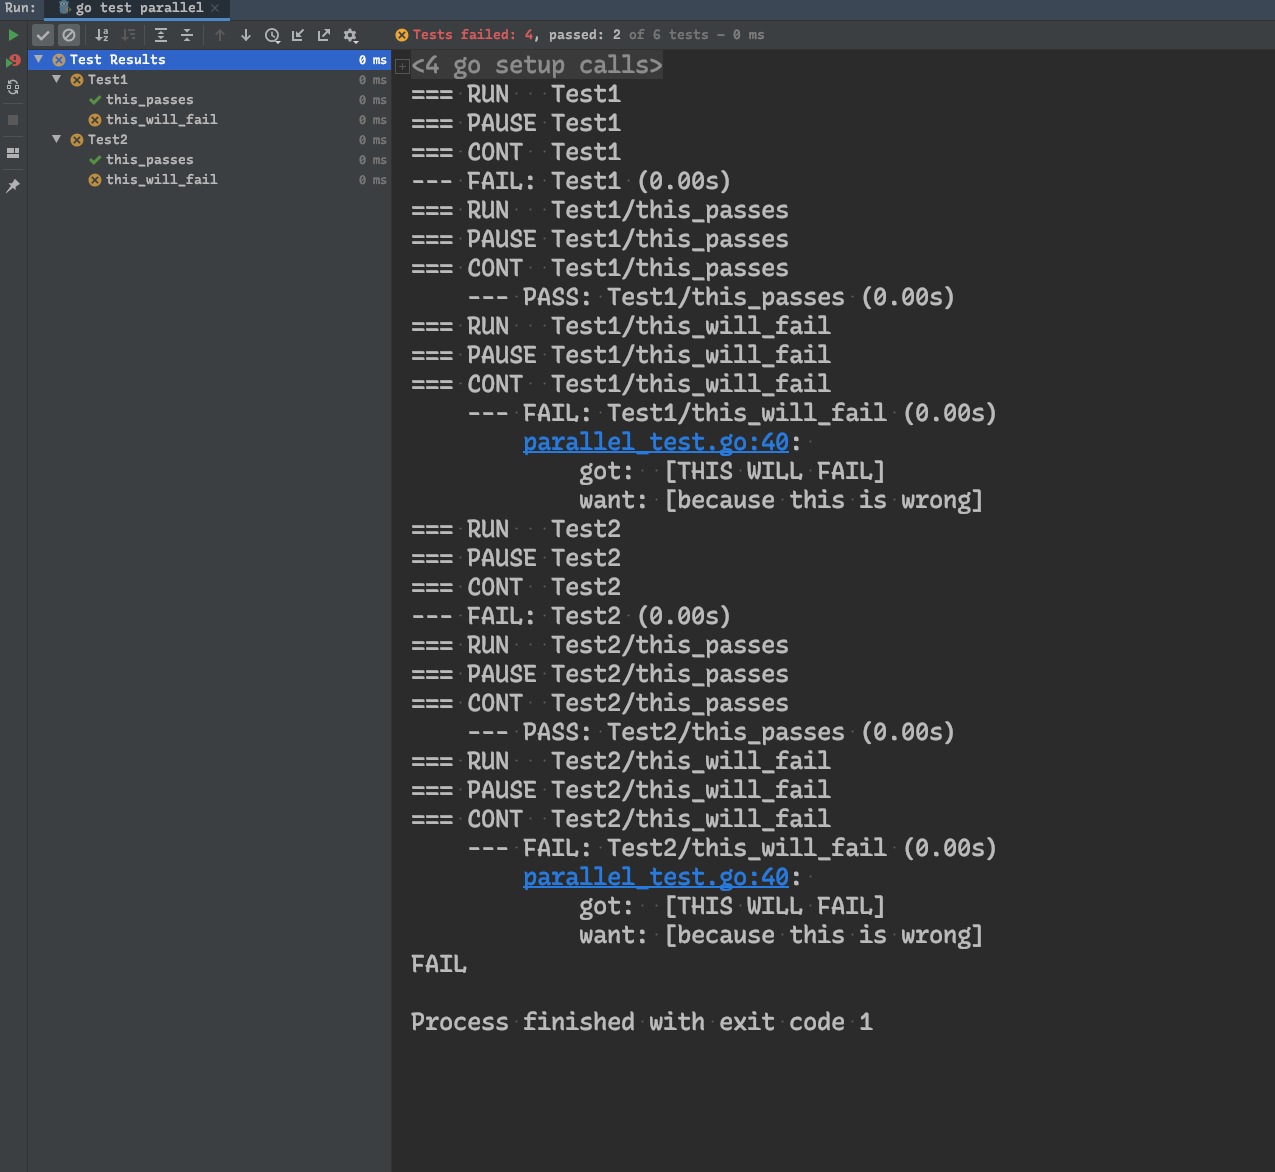 Run: go test parallel
Tests failed: 4, passed: 2 of 6 tests – 0 ms
Test Results 0 ms
Test1 0 ms
this_passes 0 ms
this_will_fail 0 ms
Test2 0 ms
this_passes 0 ms
this_will_fail 0 ms
<4 go setup calls>
=== RUN   Test1
=== PAUSE Test1
=== CONT  Test1
--- FAIL: Test1 (0.00s)
=== RUN   Test1/this_passes
=== PAUSE Test1/this_passes
=== CONT  Test1/this_passes
    --- PASS: Test1/this_passes (0.00s)
=== RUN   Test1/this_will_fail
=== PAUSE Test1/this_will_fail
=== CONT  Test1/this_will_fail
    --- FAIL: Test1/this_will_fail (0.00s)
        parallel_test.go:40:
            got:   [THIS WILL FAIL]
            want:  [because this is wrong]
=== RUN   Test2
=== PAUSE Test2
=== CONT  Test2
--- FAIL: Test2 (0.00s)
=== RUN   Test2/this_passes
=== PAUSE Test2/this_passes
=== CONT  Test2/this_passes
    --- PASS: Test2/this_passes (0.00s)
=== RUN   Test2/this_will_fail
=== PAUSE Test2/this_will_fail
=== CONT  Test2/this_will_fail
    --- FAIL: Test2/this_will_fail (0.00s)
        parallel_test.go:40:
            got:   [THIS WILL FAIL]
            want:  [because this is wrong]
FAIL
Process finished with exit code 1